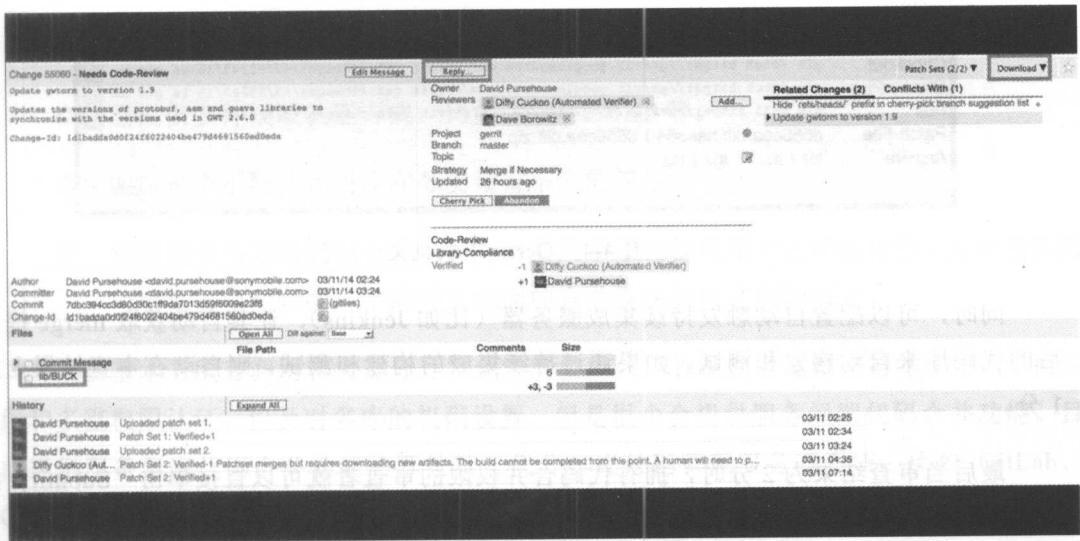 Change 55060 - Needs Code-Review
Edit Message
Reply...
Patch Sets (2/2) ▼
Download ▼
Update gwtorm to version 1.9
Updates the versions of protobuf, asm and guava libraries to
synchronize with the versions used in GWT 2.6.0
Owner David Pursehouse
Reviewers Diffy Cuckoo (Automated Verifier)
Add...
Dave Borowitz
Project gerrit
Branch master
Topic
Strategy Merge if Necessary
Updated 26 hours ago
Cherry Pick
Abandon
Related Changes (2) Conflicts With (1)
Hide `refs/heads/` prefix in cherry-pick branch suggestion list
Update gwtorm to version 1.9
Code-Review
Library-Compliance
Verified -1 Diffy Cuckoo (Automated Verifier)
+1 David Pursehouse
Author David Pursehouse <david.pursehouse@sonymobile.com> 03/11/14 02:24
Committer David Pursehouse <david.pursehouse@sonymobile.com> 03/11/14 03:24
Commit (gitiles)
Change-Id
Files
Open All
Diff against: Base
File Path Comments Size
Commit Message
lib/BUCK 6
+3, -3
History
Expand All
David Pursehouse Uploaded patch set 1. 03/11 02:25
David Pursehouse Patch Set 1: Verified+1 03/11 02:34
David Pursehouse Uploaded patch set 2. 03/11 03:24
Diffy Cuckoo (Aut... Patch Set 2: Verified-1 Patchset merges but requires downloading new artifacts. The build cannot be completed from this point. A human will need to p... 03/11 04:35
David Pursehouse Patch Set 2: Verified+1 03/11 07:14